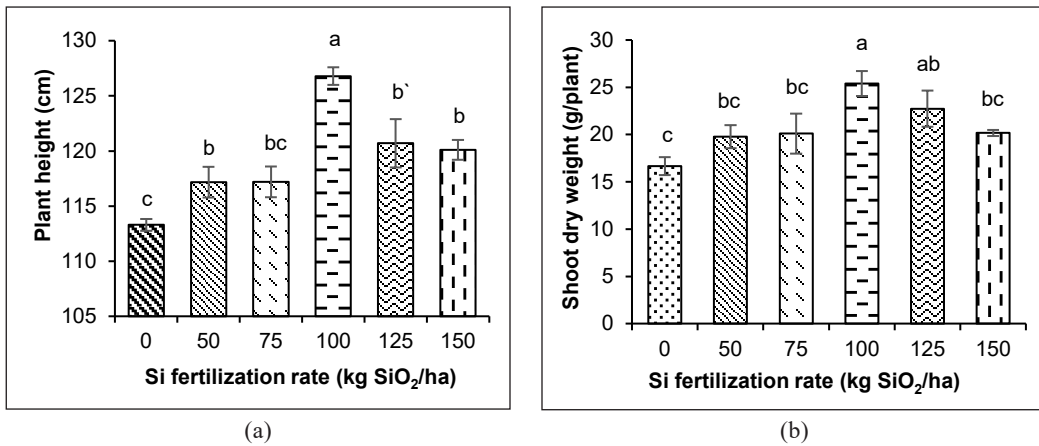 130
125
120
115
110
105
Plant height (cm)
c
b
bc
a
b`
b
0 50 75 100 125 150
Si fertilization rate (kg SiO₂/ha)
(a)
30
25
20
15
10
5
0
Shoot dry weight (g/plant)
c
bc
bc
a
ab
bc
0 50 75 100 125 150
Si fertilization rate (kg SiO₂/ha)
(b)